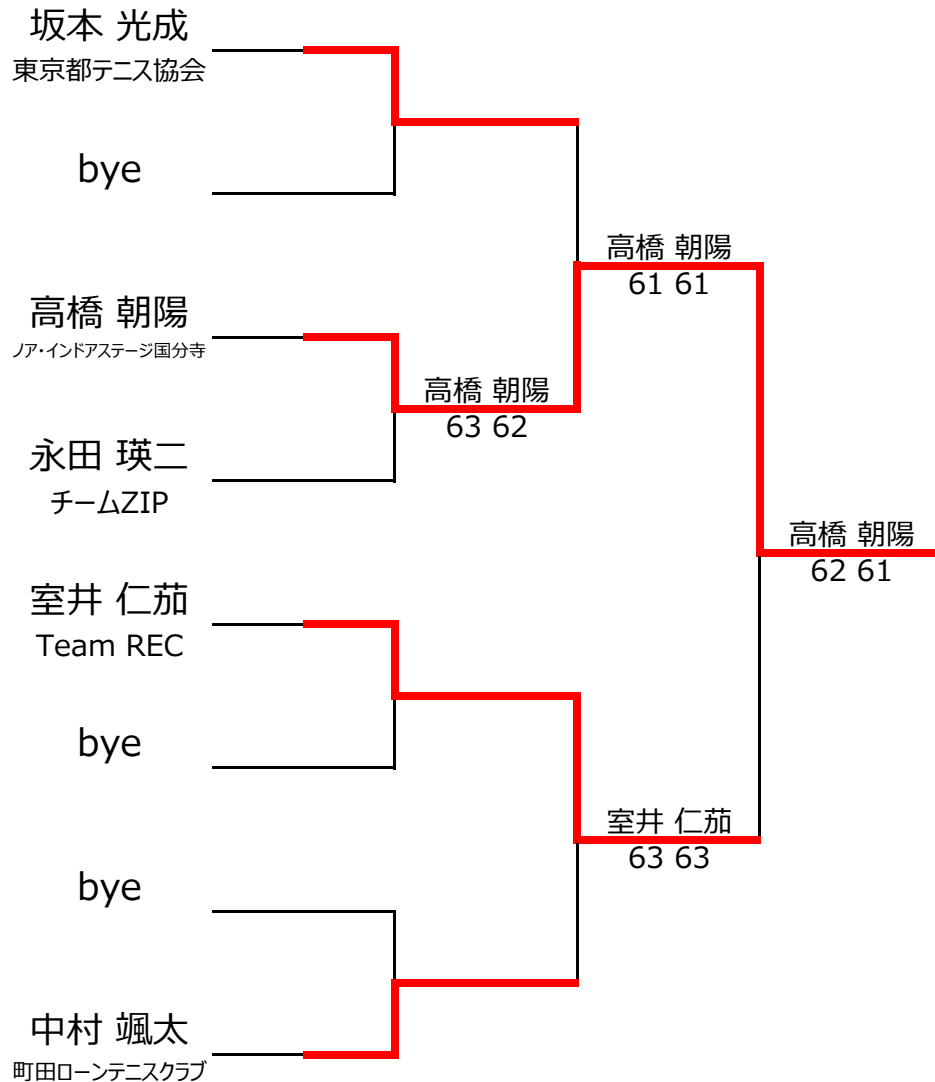 坂本 光成
東京都テニス協会
bye
高橋 朝陽
ノア・インドアステージ国分寺
永田 瑛二
チームZIP
室井 仁茄
Team REC
bye
bye
中村 颯太
町田ローンテニスクラブ
高橋 朝陽
63 62
高橋 朝陽
61 61
室井 仁茄
63 63
高橋 朝陽
62 61